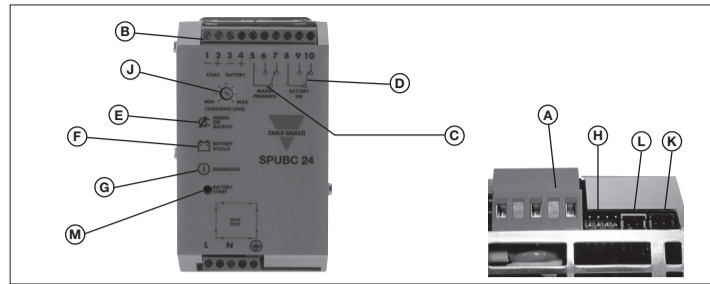 B
1 2 3 4 5 6 7 8 9 10
− + − +
LOAD BATTERY
MAINS PRESENCE
BATTERY OK
D
J
MIN MAX
CHARGING LEVEL
C
E
MAINS OR BACKUP
F
BATTERY STATUS
CARLO GAVAZZI
SPUBC 24
G
DIAGNOSIS
M
BATTERY START
AUX OUT
L N
A
H
L
K